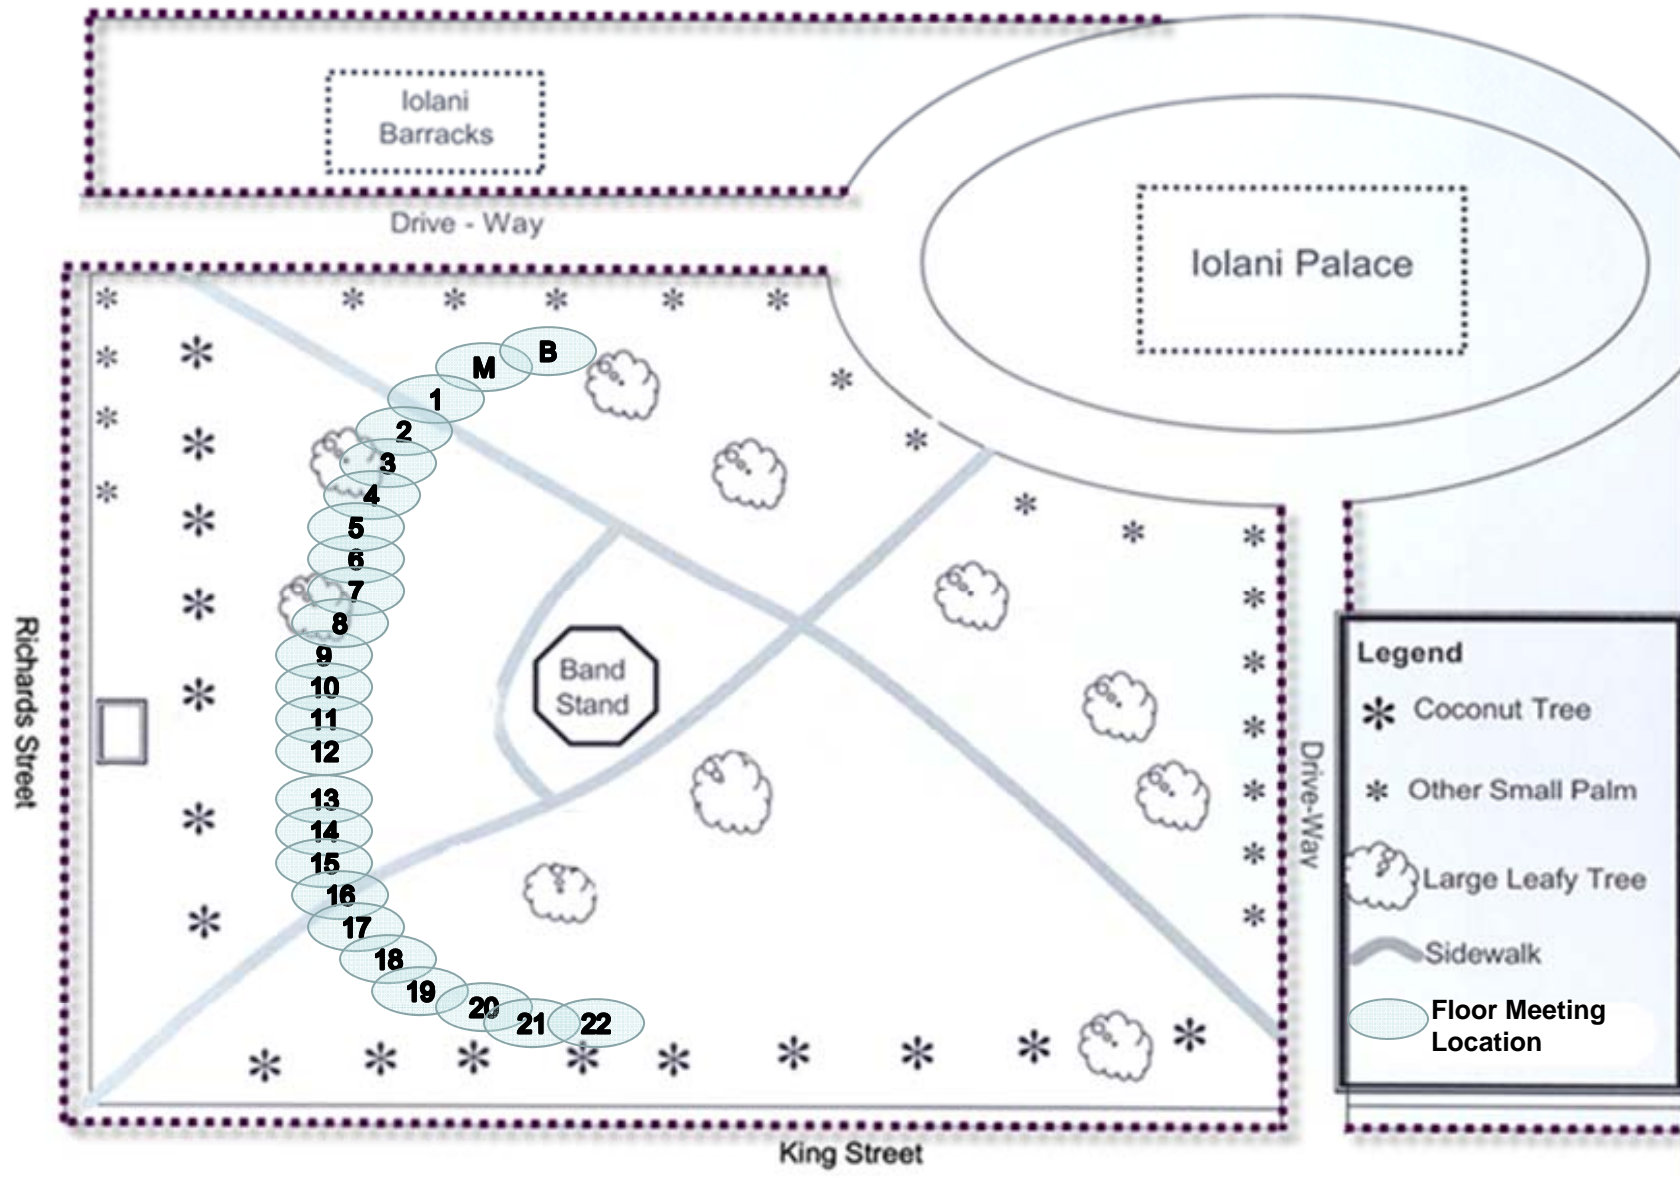 Iolani
Barracks
Drive - Way
Iolani Palace
B
M
1
2
3
4
5
6
7
8
9
10
11
12
13
14
15
16
17
18
19
20
21
22
Band
Stand
Richards Street
Drive-Way
King Street
Legend
Coconut Tree
Other Small Palm
Large Leafy Tree
Sidewalk
Floor Meeting
Location